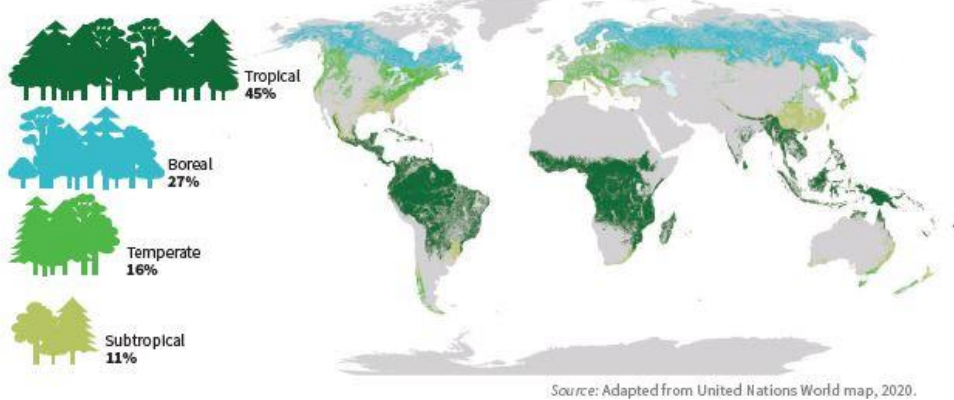 Tropical
45%
Boreal
27%
Temperate
16%
Subtropical
11%
Source: Adapted from United Nations World map, 2020.